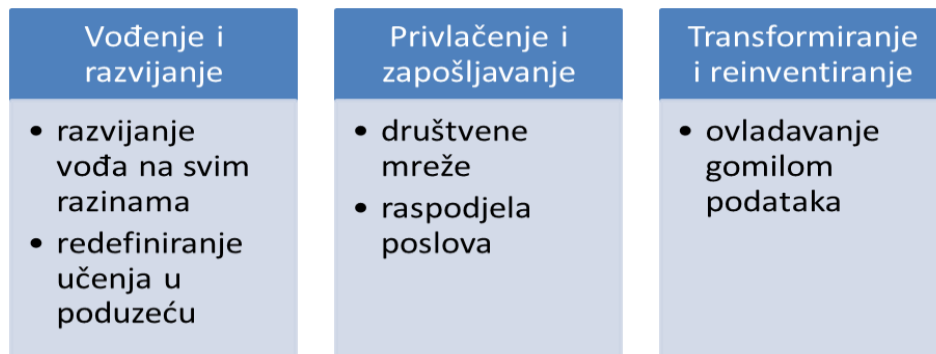 Vođenje i
razvijanje
• razvijanje
vođa na svim
razinama
• redefiniranje
učenja u
poduzeću
Privlačenje i
zapošljavanje
• društvene
mreže
• raspodjela
poslova
Transformiranje
i reinventiranje
• ovladavanje
gomilom
podataka